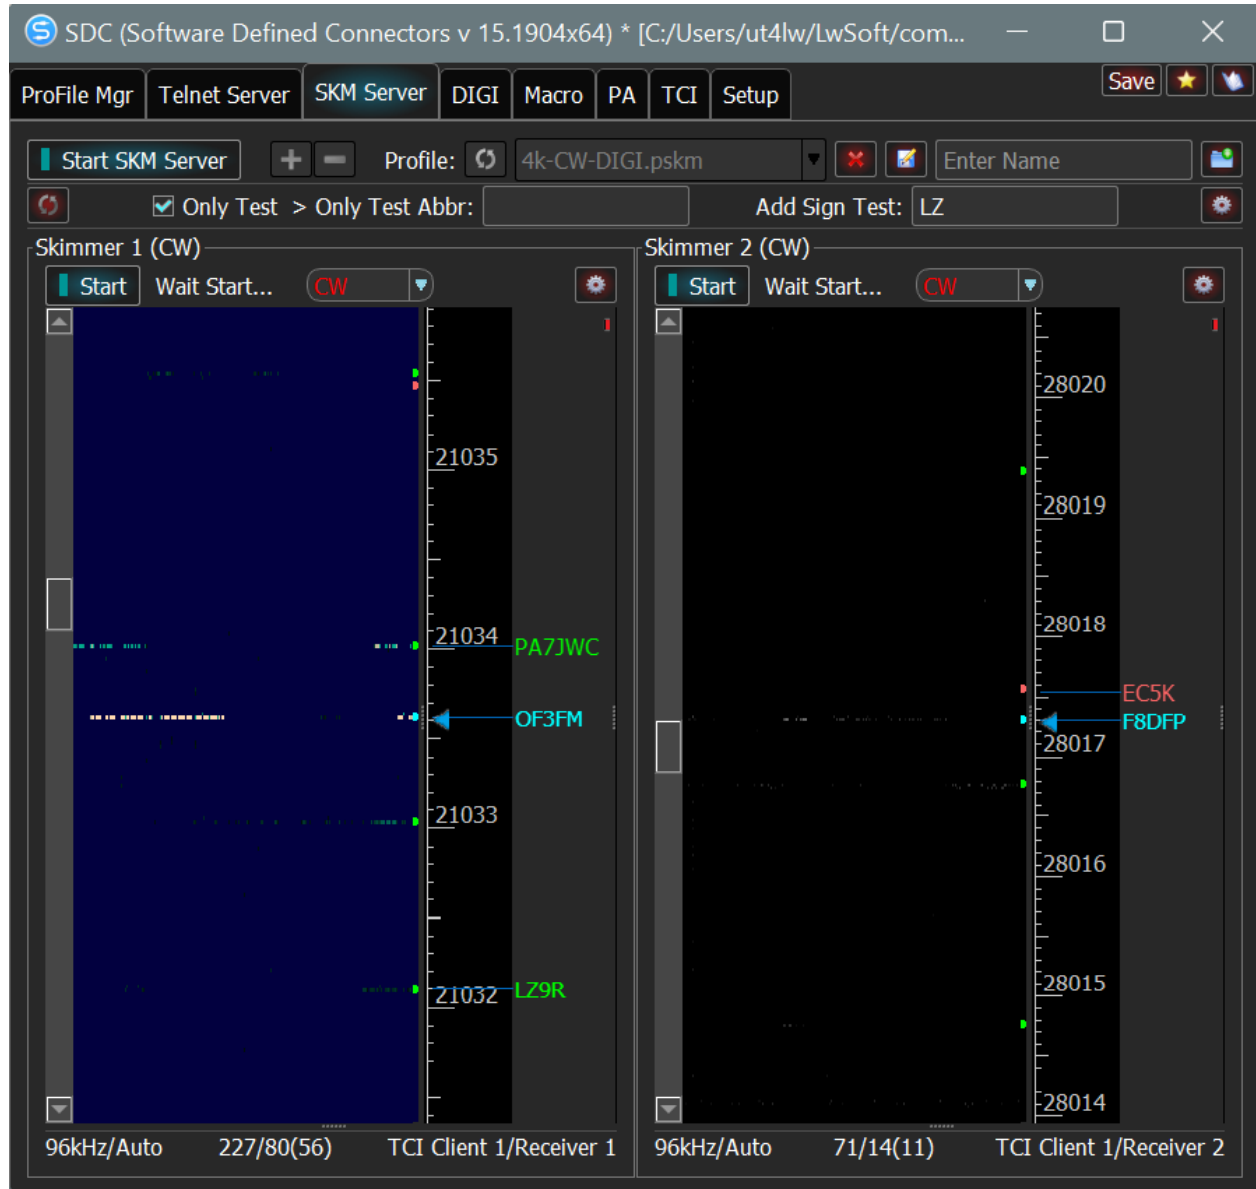 SDC (Software Defined Connectors v 15.1904x64) * [C:/Users/ut4lw/LwSoft/com...
ProFile Mgr Telnet Server SKM Server DIGI Macro PA TCI Setup Save
Start SKM Server + − Profile: 4k-CW-DIGI.pskm Enter Name
Only Test > Only Test Abbr: Add Sign Test: LZ
Skimmer 1 (CW)
Start Wait Start... CW
21035
21034 PA7JWC
OF3FM
21033
21032 LZ9R
96kHz/Auto 227/80(56) TCI Client 1/Receiver 1
Skimmer 2 (CW)
Start Wait Start... CW
28020
28019
28018
EC5K
F8DFP
28017
28016
28015
28014
96kHz/Auto 71/14(11) TCI Client 1/Receiver 2